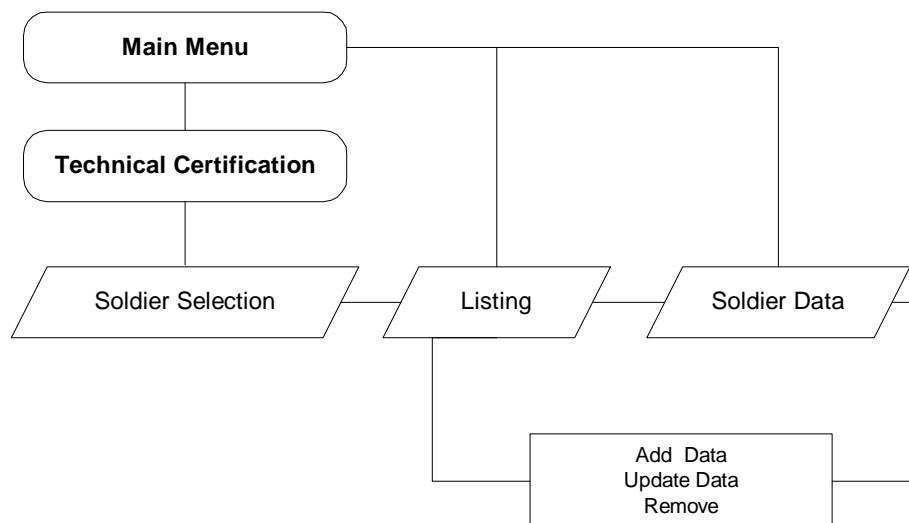 Main Menu
Technical Certification
Soldier Selection
Listing
Soldier Data
Add Data
Update Data
Remove